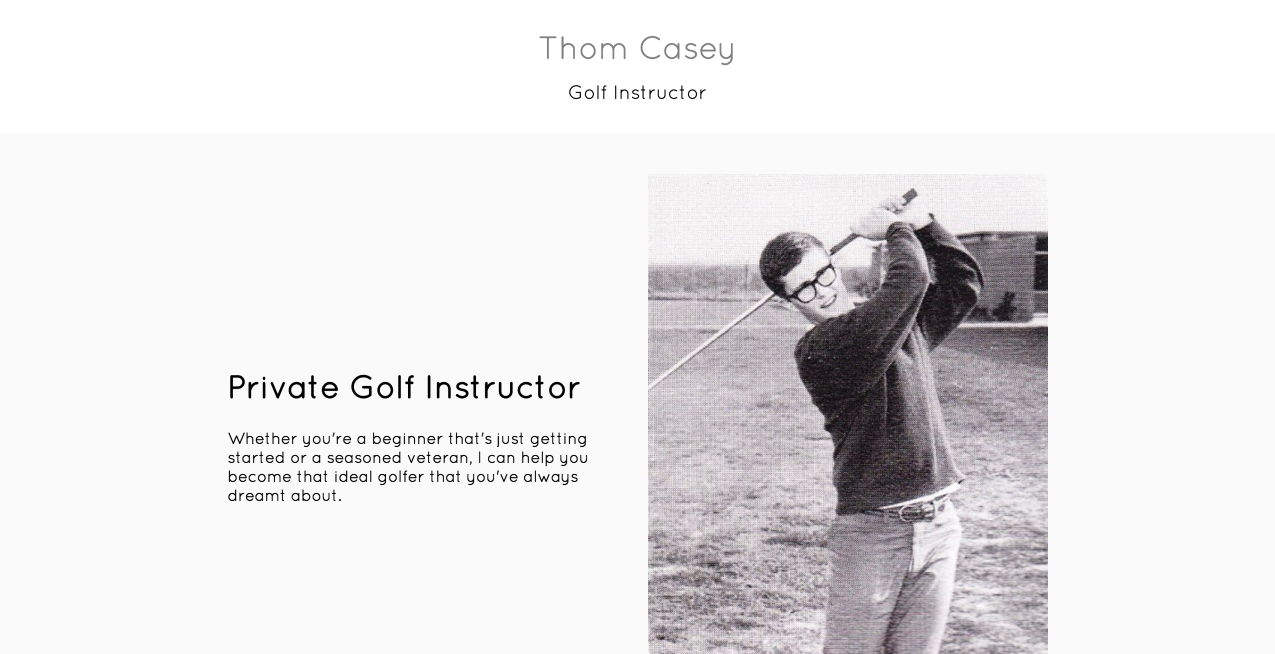 Thom Casey
Golf Instructor
Private Golf Instructor
Whether you're a beginner that's just getting
started or a seasoned veteran, I can help you
become that ideal golfer that you've always
dreamt about.